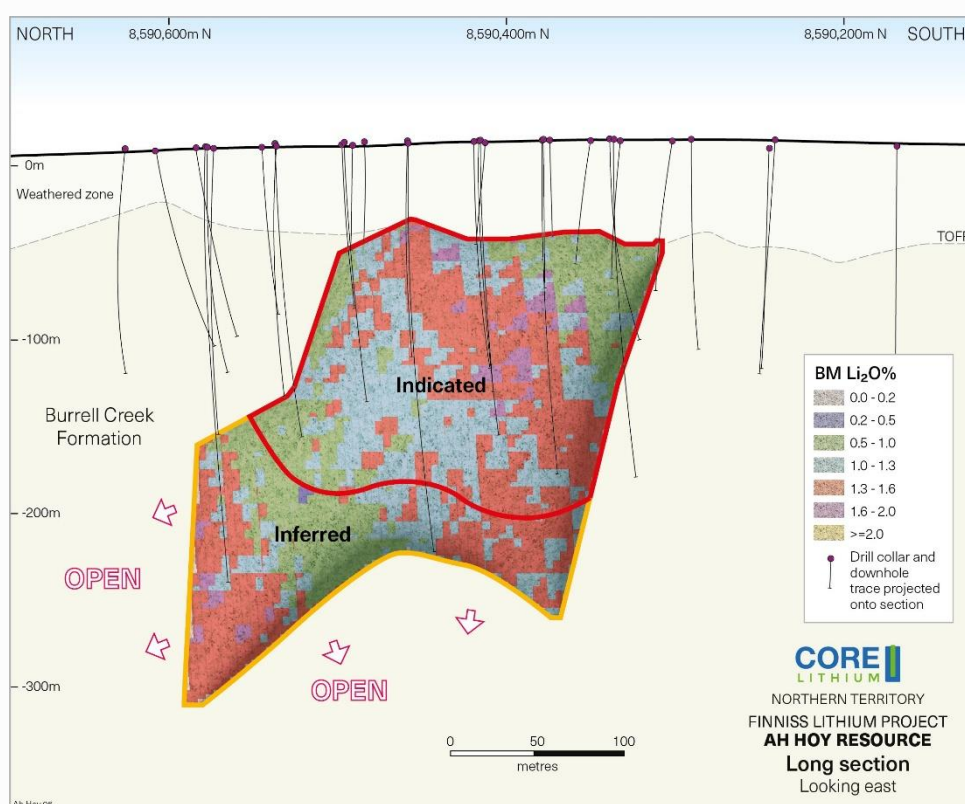 NORTH
8,590,600m N
8,590,400m N
8,590,200m N
SOUTH
0m
Weathered zone
TOFR
-100m
Indicated
Burrell Creek
Formation
-200m
Inferred
OPEN
OPEN
-300m
BM Li₂O%
0.0 - 0.2
0.2 - 0.5
0.5 - 1.0
1.0 - 1.3
1.3 - 1.6
1.6 - 2.0
>=2.0
Drill collar and
downhole
trace projected
onto section
0 50 100
metres
CORE
LITHIUM
NORTHERN TERRITORY
FINNISS LITHIUM PROJECT
AH HOY RESOURCE
Long section
Looking east